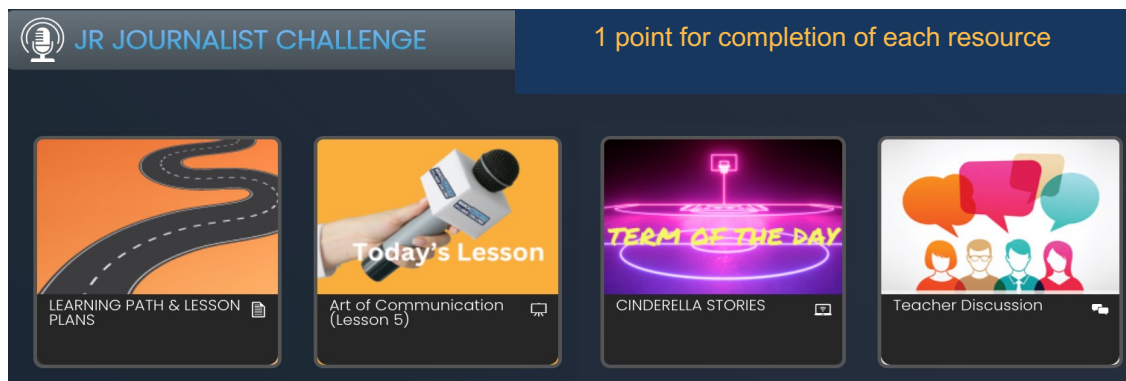 JR JOURNALIST CHALLENGE
1 point for completion of each resource
Today's Lesson
TERM OF THE DAY
LEARNING PATH & LESSON
PLANS
Art of Communication
(Lesson 5)
CINDERELLA STORIES
Teacher Discussion